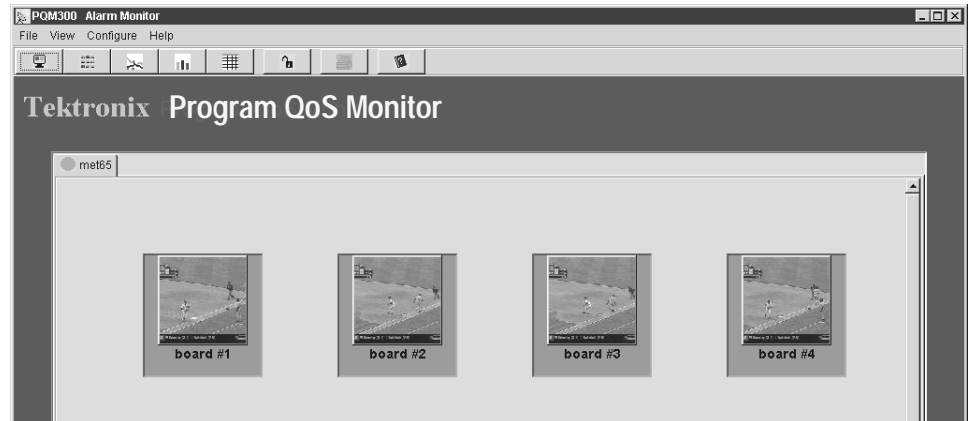 PQM300 Alarm Monitor
File View Configure Help
Tektronix Program QoS Monitor
met65
board #1 board #2 board #3 board #4